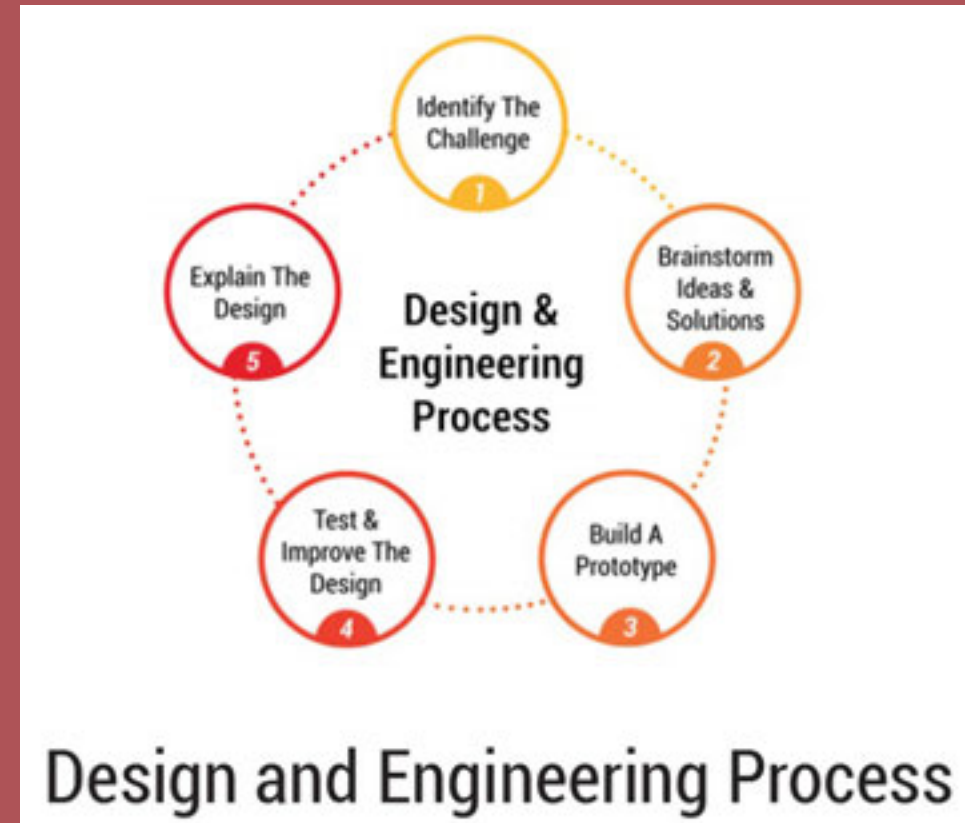 Identify The
Challenge
1
Brainstorm
Ideas &
Solutions
2
Build A
Prototype
3
Test &
Improve The
Design
4
Explain The
Design
5
Design &
Engineering
Process
Design and Engineering Process